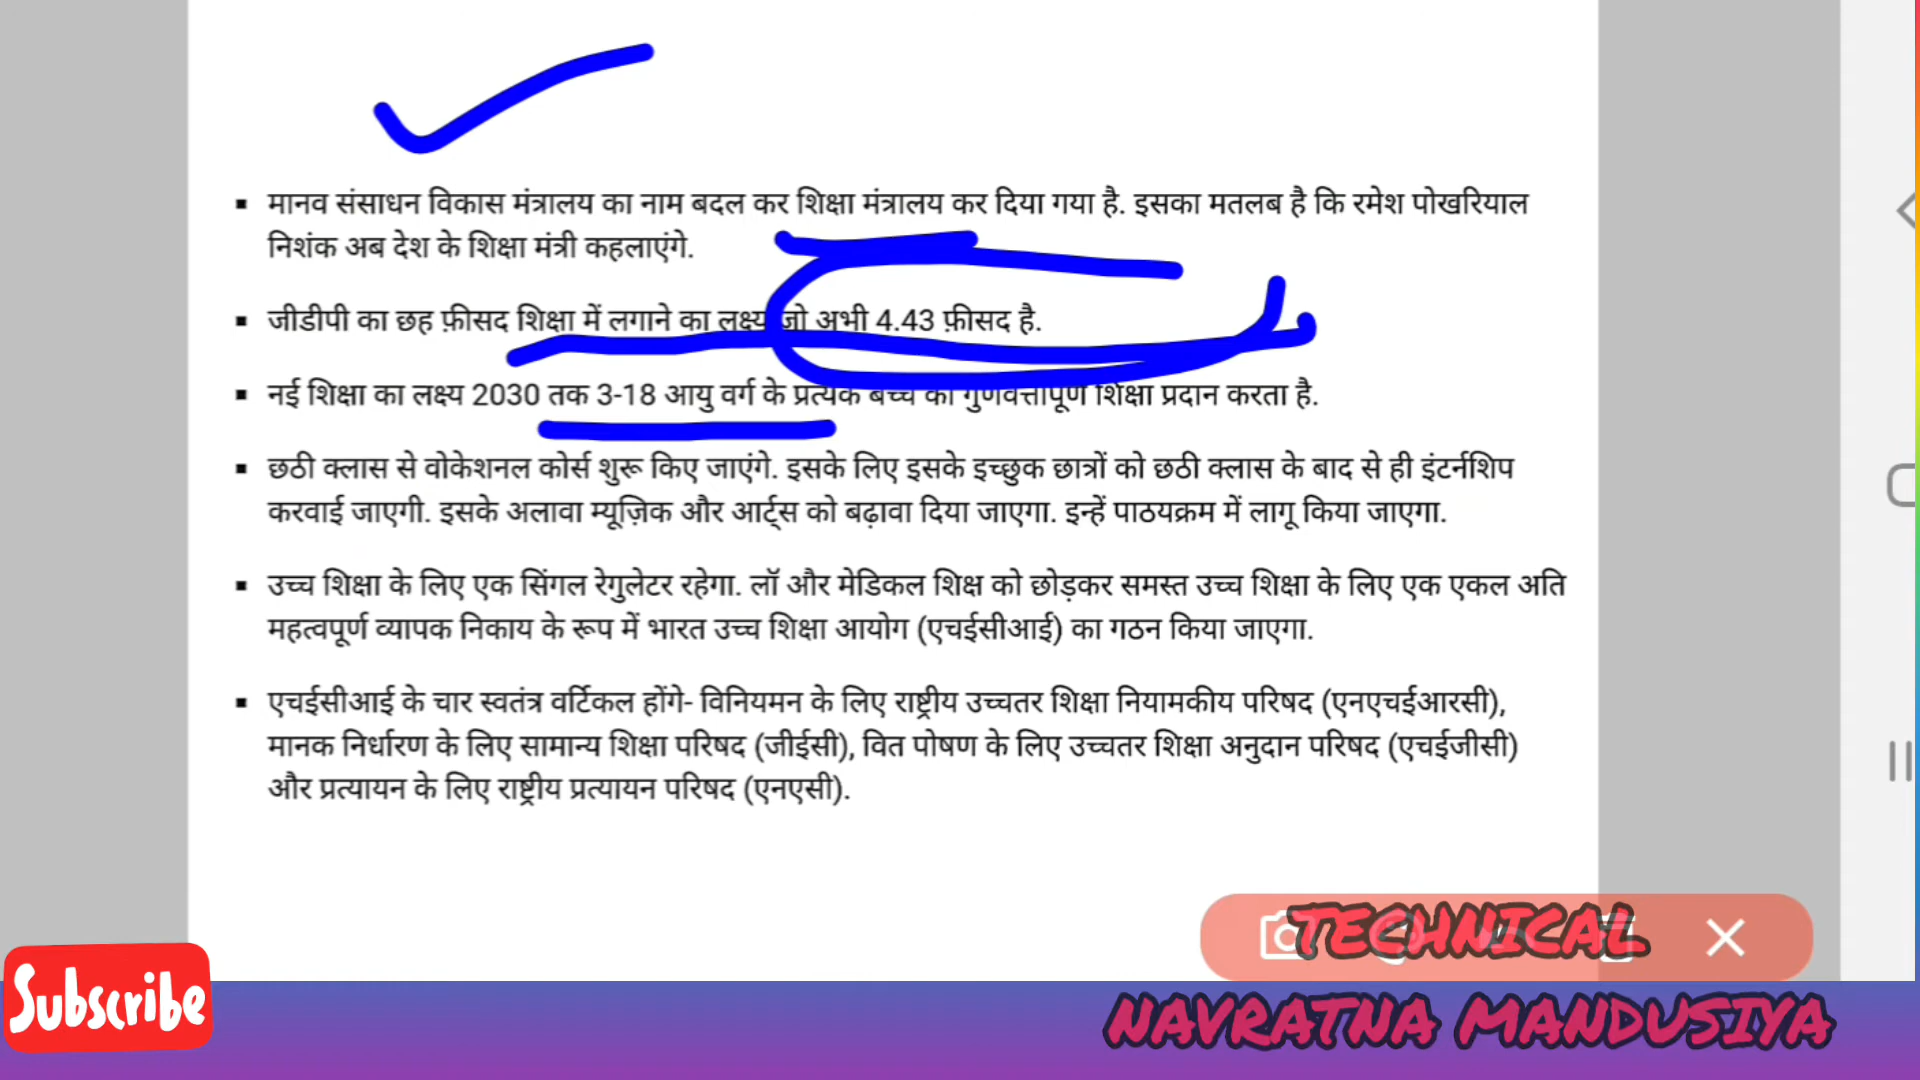 मानव संसाधन विकास मंत्रालय का नाम बदल कर शिक्षा मंत्रालय कर दिया गया है. इसका मतलब है कि रमेश पोखरियाल
निशंक अब देश के शिक्षा मंत्री कहलाएंगे.
जीडीपी का छह फ़ीसद शिक्षा में लगाने का लक्ष्य जो अभी 4.43 फ़ीसद है.
नई शिक्षा का लक्ष्य 2030 तक 3-18 आयु वर्ग के प्रत्येक बच्चे को गुणवत्तापूर्ण शिक्षा प्रदान करता है.
छठी क्लास से वोकेशनल कोर्स शुरू किए जाएंगे. इसके लिए इसके इच्छुक छात्रों को छठी क्लास के बाद से ही इंटर्नशिप
करवाई जाएगी. इसके अलावा म्यूज़िक और आर्ट्स को बढ़ावा दिया जाएगा. इन्हें पाठयक्रम में लागू किया जाएगा.
उच्च शिक्षा के लिए एक सिंगल रेगुलेटर रहेगा. लॉ और मेडिकल शिक्ष को छोड़कर समस्त उच्च शिक्षा के लिए एक एकल अति
महत्वपूर्ण व्यापक निकाय के रूप में भारत उच्च शिक्षा आयोग (एचईसीआई) का गठन किया जाएगा.
एचईसीआई के चार स्वतंत्र वर्टिकल होंगे- विनियमन के लिए राष्ट्रीय उच्चतर शिक्षा नियामकीय परिषद (एनएचईआरसी),
मानक निर्धारण के लिए सामान्य शिक्षा परिषद (जीईसी), वित पोषण के लिए उच्चतर शिक्षा अनुदान परिषद (एचईजीसी)
और प्रत्यायन के लिए राष्ट्रीय प्रत्यायन परिषद (एनएसी).
TECHNICAL
Subscribe
NAVRATNA MANDUSIYA